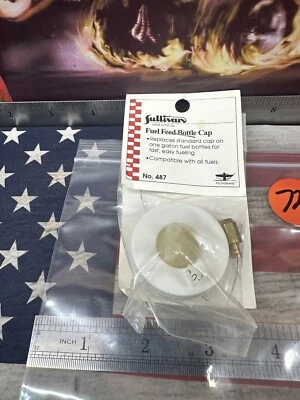 Sullivan
Fuel Feed Bottle Cap
•Replaces standard cap on
one gallon fuel bottles for
fast, easy fueling.
•Compatible with all fuels.
No. 487
INCH 1 2 3 4